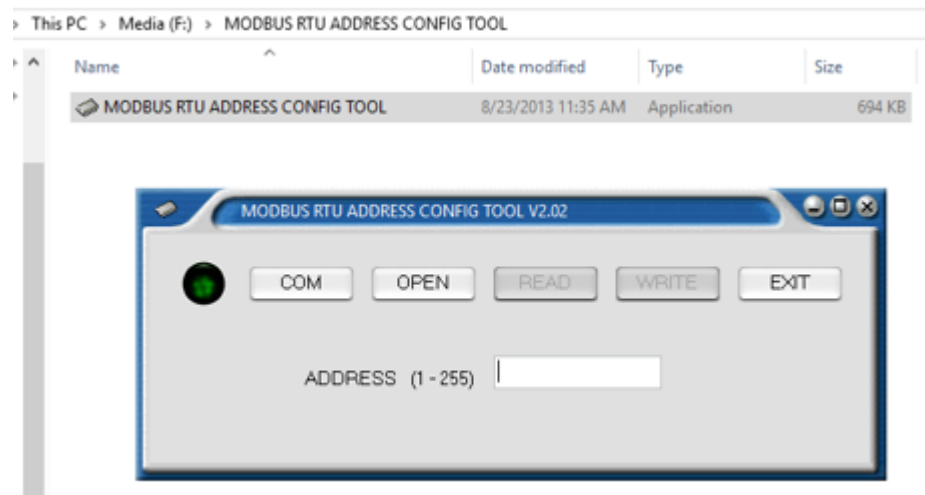 This PC > Media (F:) > MODBUS RTU ADDRESS CONFIG TOOL
Name Date modified Type Size
MODBUS RTU ADDRESS CONFIG TOOL 8/23/2013 11:35 AM Application 694 KB
MODBUS RTU ADDRESS CONFIG TOOL V2.02
COM OPEN READ WRITE EXIT
ADDRESS (1 - 255)